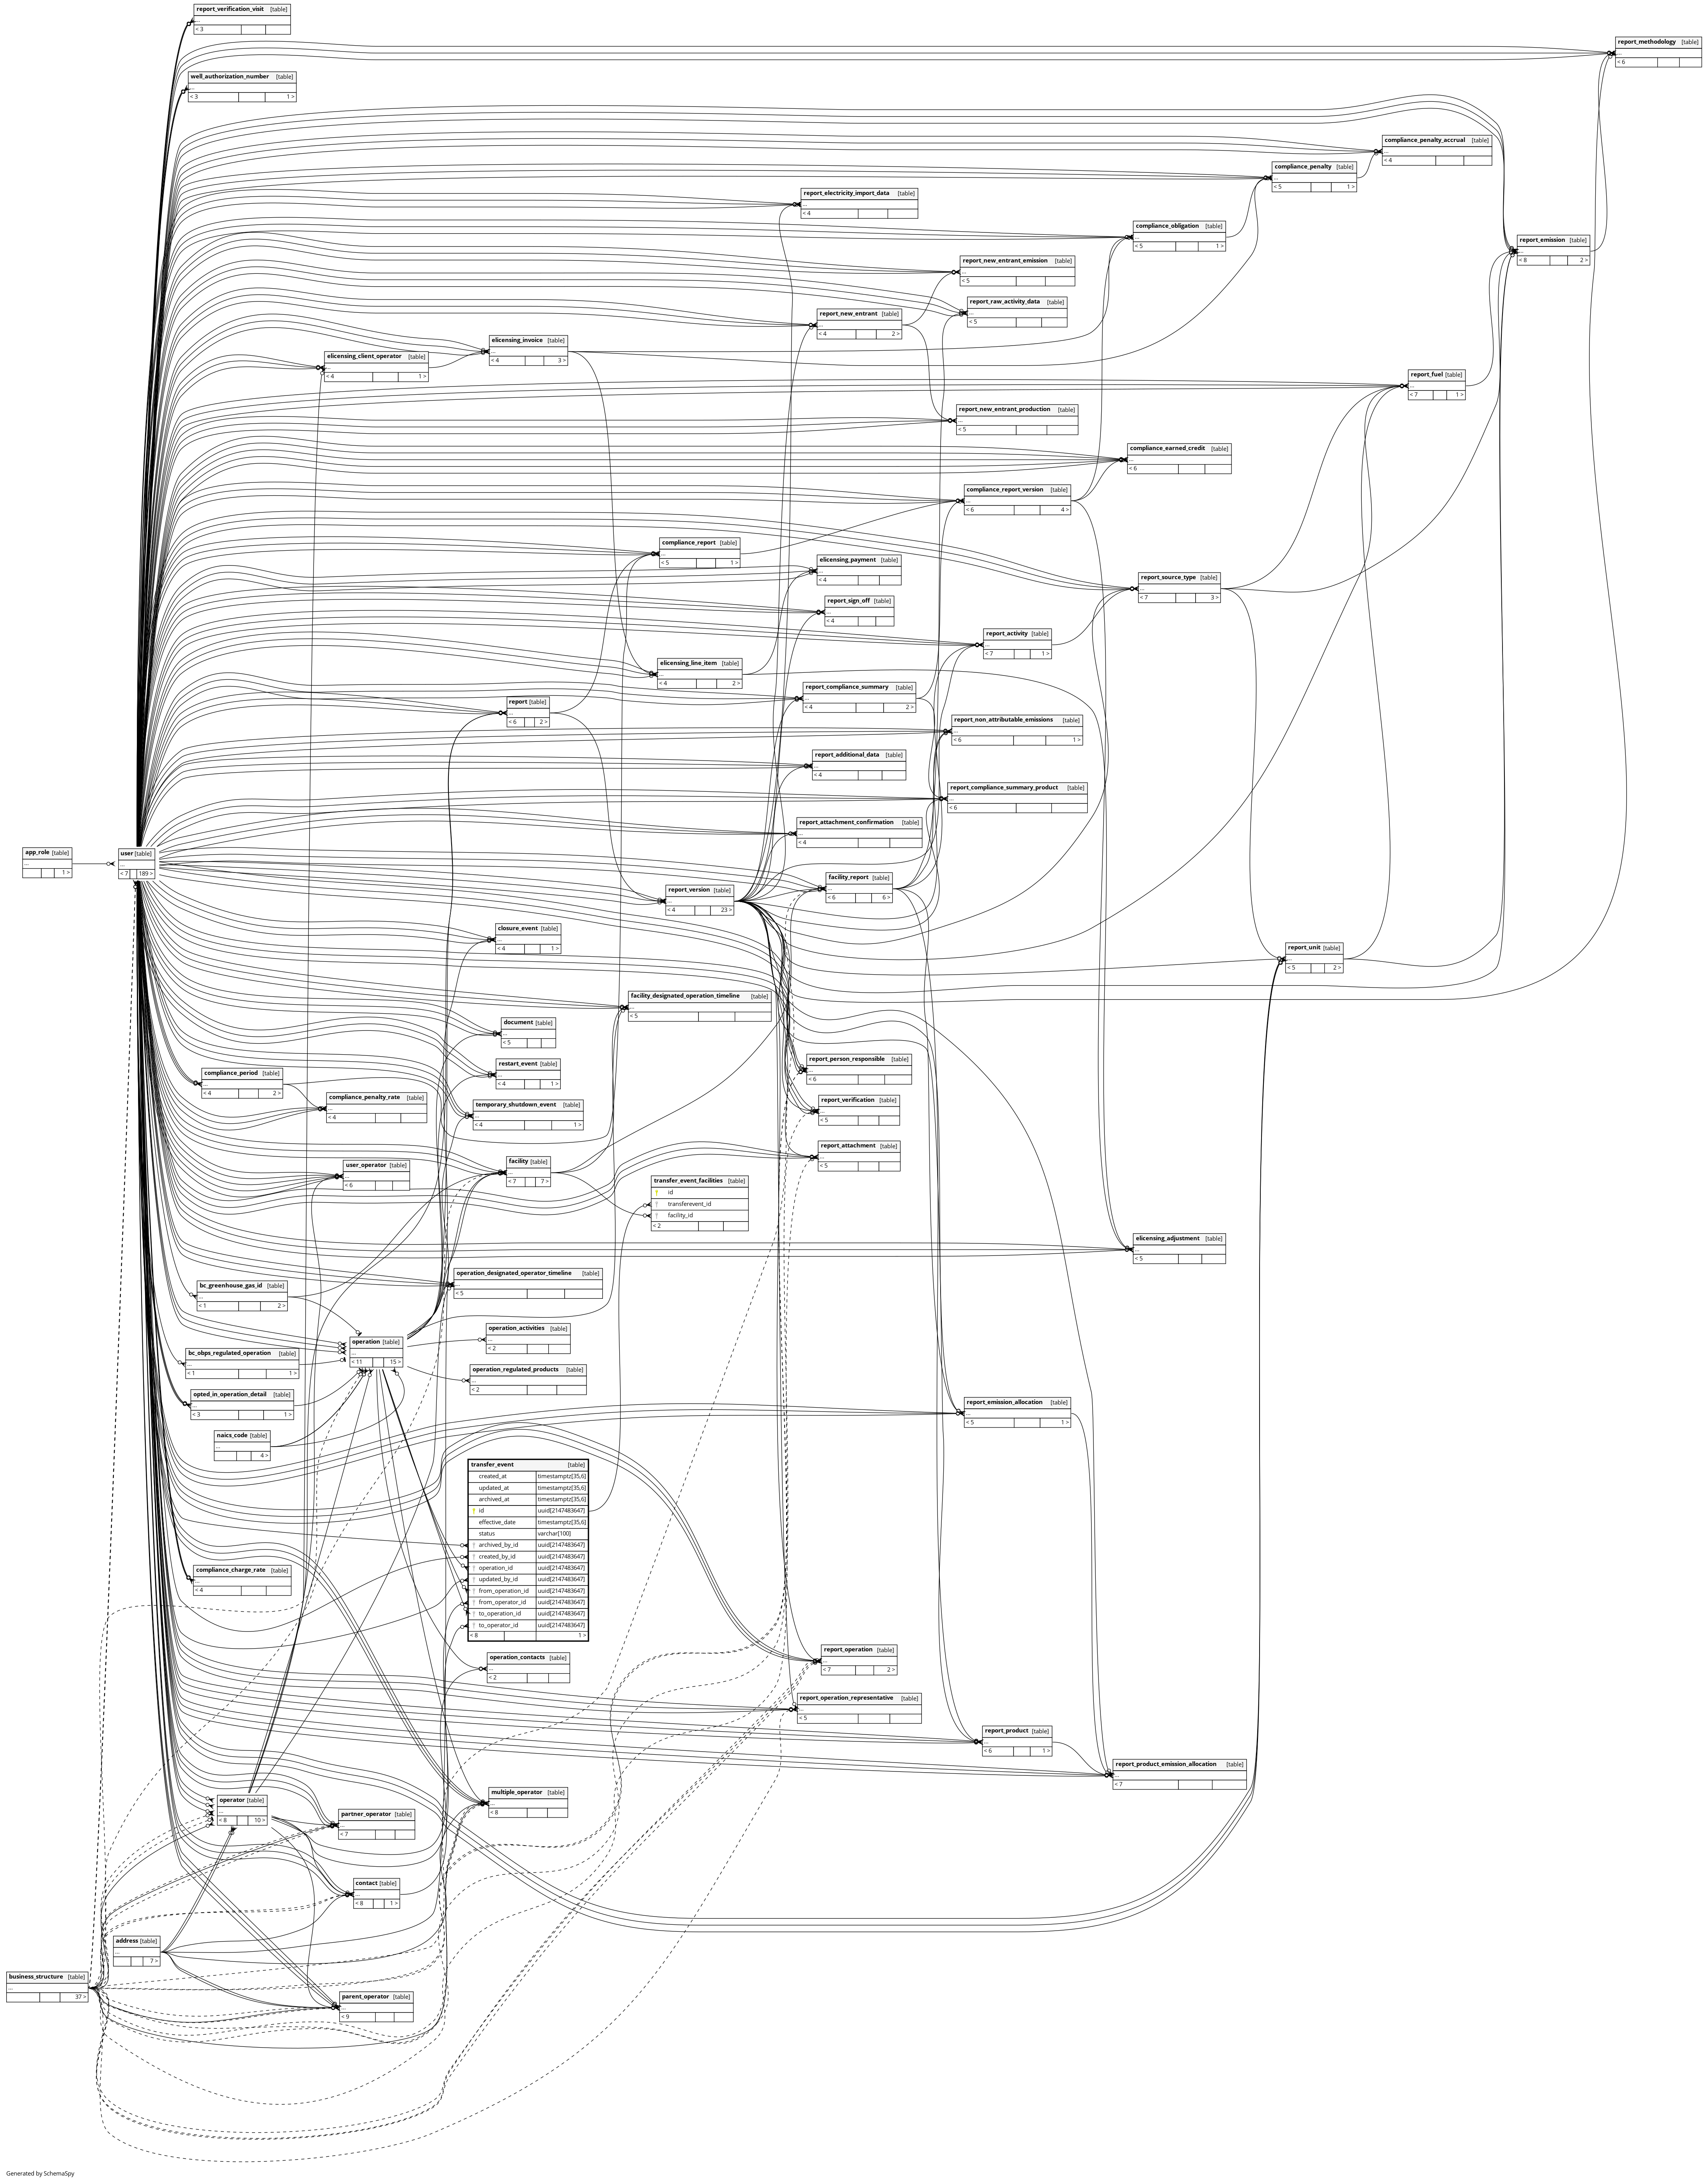 report_verification_visit [table]
...
< 3
report_methodology [table]
...
< 6
well_authorization_number [table]
...
< 3 1 >
compliance_penalty_accrual [table]
...
< 4
compliance_penalty [table]
...
< 5 1 >
report_electricity_import_data [table]
...
< 4
compliance_obligation [table]
...
< 5 1 >
report_emission [table]
...
< 8 2 >
report_new_entrant_emission [table]
...
< 5
report_raw_activity_data [table]
...
< 5
report_new_entrant [table]
...
< 4 2 >
elicensing_invoice [table]
...
< 4 3 >
elicensing_client_operator [table]
...
< 4 1 >
report_fuel [table]
...
< 7 1 >
report_new_entrant_production [table]
...
< 5
compliance_earned_credit [table]
...
< 6
compliance_report_version [table]
...
< 6 4 >
compliance_report [table]
...
< 5 1 >
elicensing_payment [table]
...
< 4
report_source_type [table]
...
< 7 3 >
report_sign_off [table]
...
< 4
report_activity [table]
...
< 7 1 >
elicensing_line_item [table]
...
< 4 2 >
report_compliance_summary [table]
...
< 4 2 >
report [table]
...
< 6 2 >
report_non_attributable_emissions [table]
...
< 6 1 >
report_additional_data [table]
...
< 4
report_compliance_summary_product [table]
...
< 6
report_attachment_confirmation [table]
...
< 4
app_role [table]
...
1 >
user [table]
...
< 7 189 >
facility_report [table]
...
< 6 6 >
report_version [table]
...
< 4 23 >
closure_event [table]
...
< 4 1 >
report_unit [table]
...
< 5 2 >
facility_designated_operation_timeline [table]
...
< 5
document [table]
...
< 5
restart_event [table]
...
< 4 1 >
report_person_responsible [table]
...
< 6
compliance_period [table]
...
< 4 2 >
compliance_penalty_rate [table]
...
< 4
temporary_shutdown_event [table]
...
< 4 1 >
report_verification [table]
...
< 5
report_attachment [table]
...
< 5
user_operator [table]
...
< 6
facility [table]
...
< 7 7 >
transfer_event_facilities [table]
id
transferevent_id
facility_id
< 2
elicensing_adjustment [table]
...
< 5
operation_designated_operator_timeline [table]
...
< 5
bc_greenhouse_gas_id [table]
...
< 1 2 >
operation_activities [table]
...
< 2
operation [table]
...
< 11 15 >
bc_obps_regulated_operation [table]
...
< 1 1 >
operation_regulated_products [table]
...
< 2
opted_in_operation_detail [table]
...
< 3 1 >
report_emission_allocation [table]
...
< 5 1 >
naics_code [table]
...
4 >
transfer_event [table]
created_at timestamptz[35,6]
updated_at timestamptz[35,6]
archived_at timestamptz[35,6]
id uuid[2147483647]
effective_date timestamptz[35,6]
status varchar[100]
archived_by_id uuid[2147483647]
created_by_id uuid[2147483647]
operation_id uuid[2147483647]
updated_by_id uuid[2147483647]
from_operation_id uuid[2147483647]
from_operator_id uuid[2147483647]
to_operation_id uuid[2147483647]
to_operator_id uuid[2147483647]
< 8 1 >
compliance_charge_rate [table]
...
< 4
operation_contacts [table]
...
< 2
report_operation [table]
...
< 7 2 >
report_operation_representative [table]
...
< 5
report_product [table]
...
< 6 1 >
report_product_emission_allocation [table]
...
< 7
multiple_operator [table]
...
< 8
operator [table]
...
< 8 10 >
partner_operator [table]
...
< 7
contact [table]
...
< 8 1 >
address [table]
...
7 >
business_structure [table]
...
37 >
parent_operator [table]
...
< 9
Generated by SchemaSpy